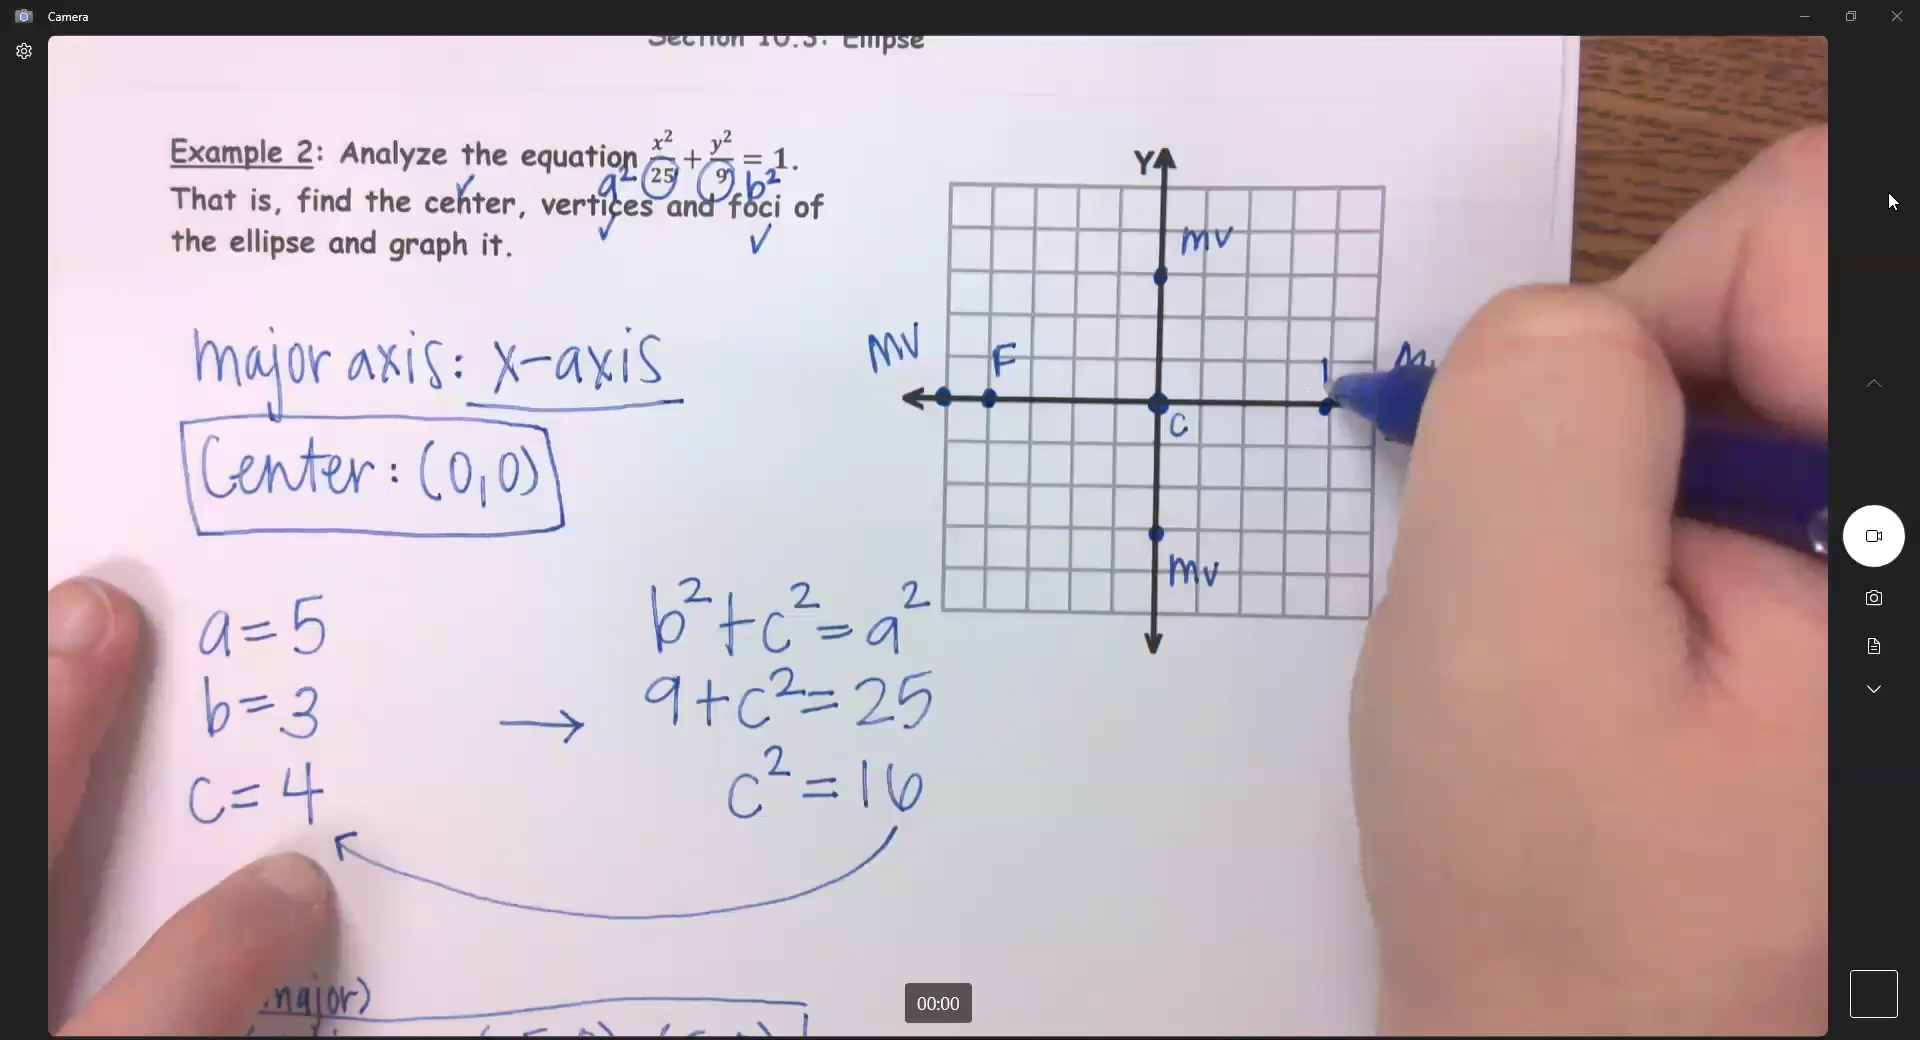 Camera
Section 10.3: Ellipse
Example 2: Analyze the equation x²/25 + y²/9 = 1.
a² b²
That is, find the center, vertices and foci of
the ellipse and graph it.
major axis: x-axis
Center: (0,0)
a=5
b=3
c=4
b²+c²=a²
9+c²=25
c²=16
major)
Y
mv
MV
F
C
mv
00:00